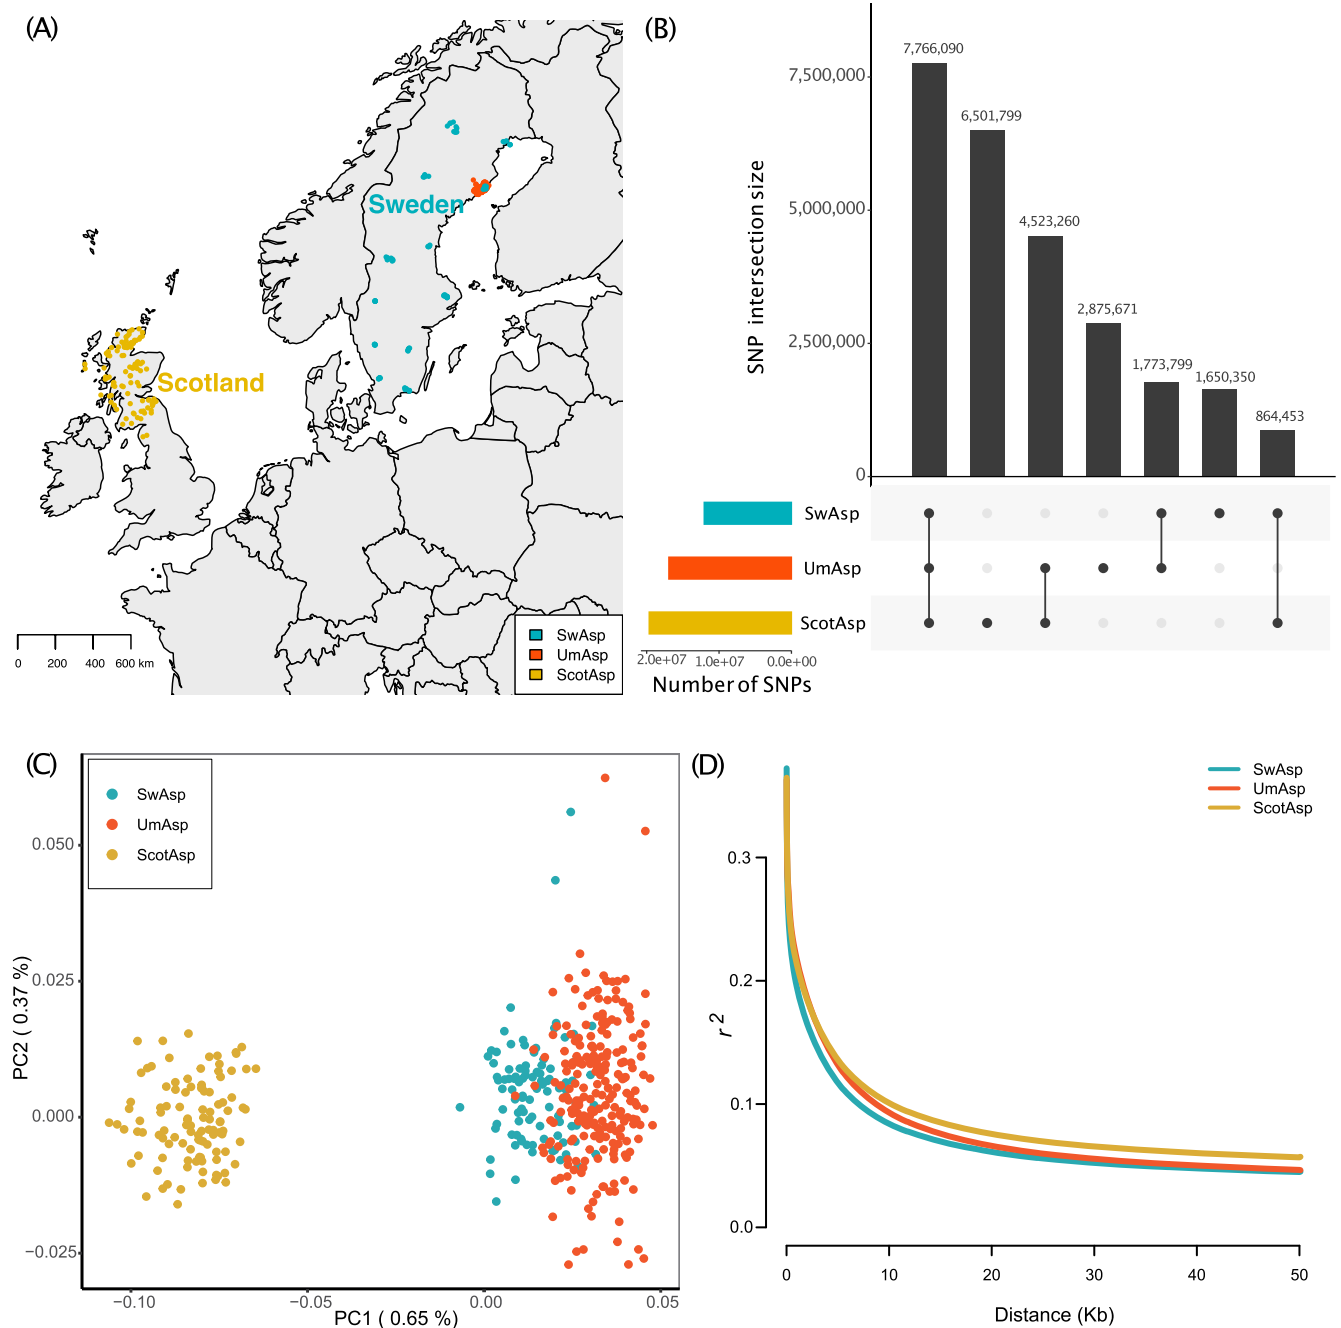 (A)
Sweden
Scotland
0 200 400 600 km
SwAsp
UmAsp
ScotAsp
(B)
SNP intersection size
7,500,000
5,000,000
2,500,000
0
7,766,090
6,501,799
4,523,260
2,875,671
1,773,799
1,650,350
864,453
SwAsp
UmAsp
ScotAsp
2.0e+07 1.0e+07 0.0e+00
Number of SNPs
(C)
SwAsp
UmAsp
ScotAsp
PC2 ( 0.37 %)
0.050
0.025
0.000
−0.025
−0.10 −0.05 0.00 0.05
PC1 ( 0.65 %)
(D)
SwAsp
UmAsp
ScotAsp
r 2
0.3
0.2
0.1
0.0
0 10 20 30 40 50
Distance (Kb)